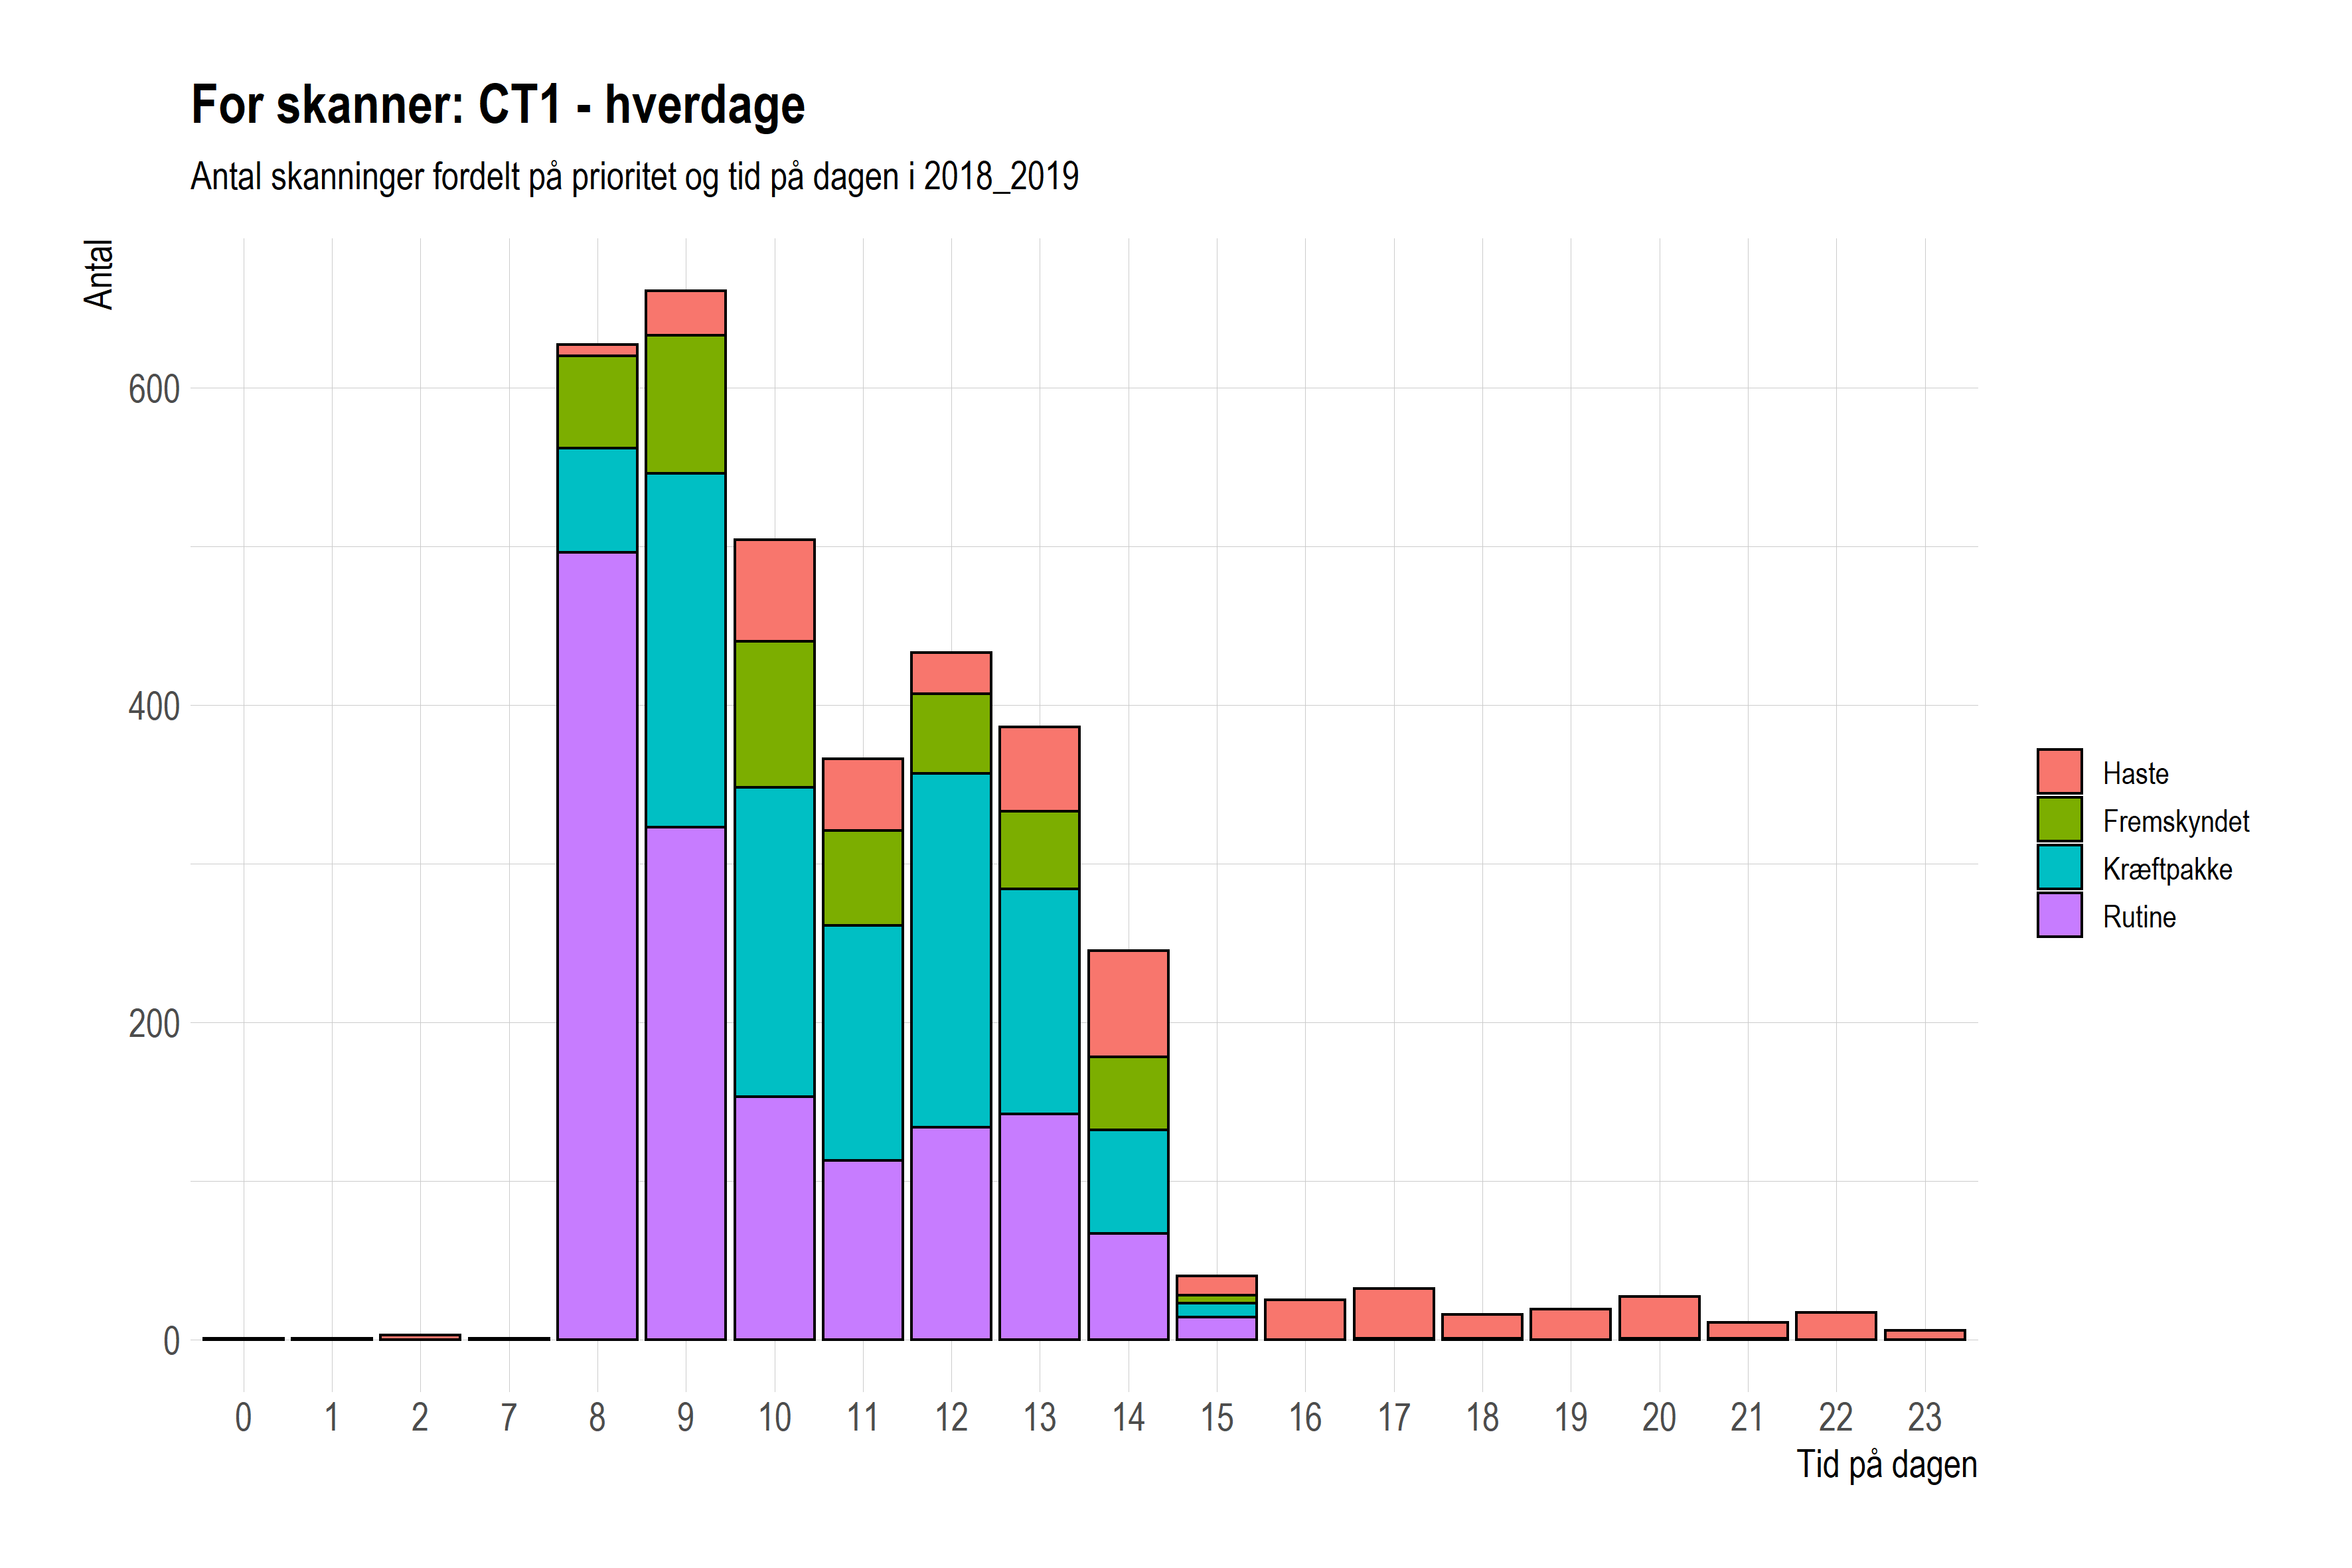 For skanner: CT1 - hverdage
Antal skanninger fordelt på prioritet og tid på dagen i 2018_2019
Antal
600
400
200
0
0 1 2 7 8 9 10 11 12 13 14 15 16 17 18 19 20 21 22 23
Tid på dagen
Haste
Fremskyndet
Kræftpakke
Rutine